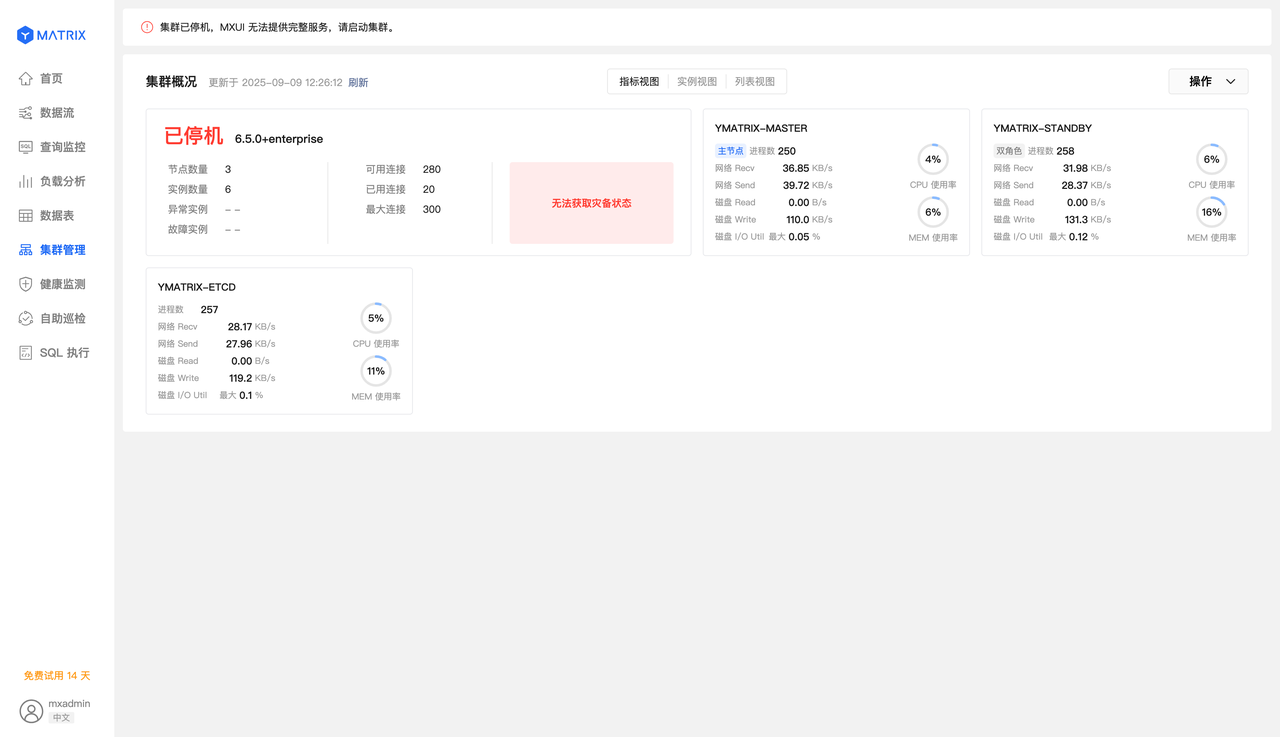 MATRIX
首页
数据流
查询监控
负载分析
数据表
集群管理
健康监测
自助巡检
SQL 执行
免费试用 14 天
mxadmin
中文
集群已停机，MXUI 无法提供完整服务，请启动集群。
集群概况 更新于 2025-09-09 12:26:12 刷新
指标视图 实例视图 列表视图
操作
已停机 6.5.0+enterprise
节点数量 3
实例数量 6
异常实例 – –
故障实例 – –
可用连接 280
已用连接 20
最大连接 300
无法获取灾备状态
YMATRIX-MASTER
主节点 进程数 250
网络 Recv 36.85 KB/s
网络 Send 39.72 KB/s
磁盘 Read 0.00 B/s
磁盘 Write 110.0 KB/s
磁盘 I/O Util 最大 0.05 %
4%
CPU 使用率
6%
MEM 使用率
YMATRIX-STANDBY
双角色 进程数 258
网络 Recv 31.98 KB/s
网络 Send 28.37 KB/s
磁盘 Read 0.00 B/s
磁盘 Write 131.3 KB/s
磁盘 I/O Util 最大 0.12 %
6%
CPU 使用率
16%
MEM 使用率
YMATRIX-ETCD
进程数 257
网络 Recv 28.17 KB/s
网络 Send 27.96 KB/s
磁盘 Read 0.00 B/s
磁盘 Write 119.2 KB/s
磁盘 I/O Util 最大 0.1 %
5%
CPU 使用率
11%
MEM 使用率